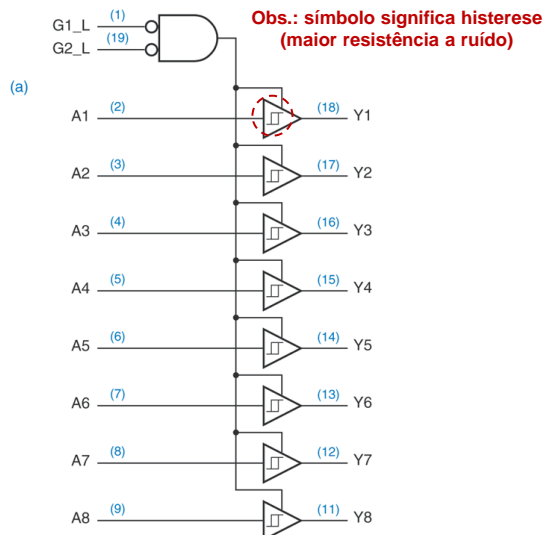 G1_L (1)
G2_L (19)
Obs.: símbolo significa histerese
(maior resistência a ruído)
(a)
A1 (2) (18) Y1
A2 (3) (17) Y2
A3 (4) (16) Y3
A4 (5) (15) Y4
A5 (6) (14) Y5
A6 (7) (13) Y6
A7 (8) (12) Y7
A8 (9) (11) Y8